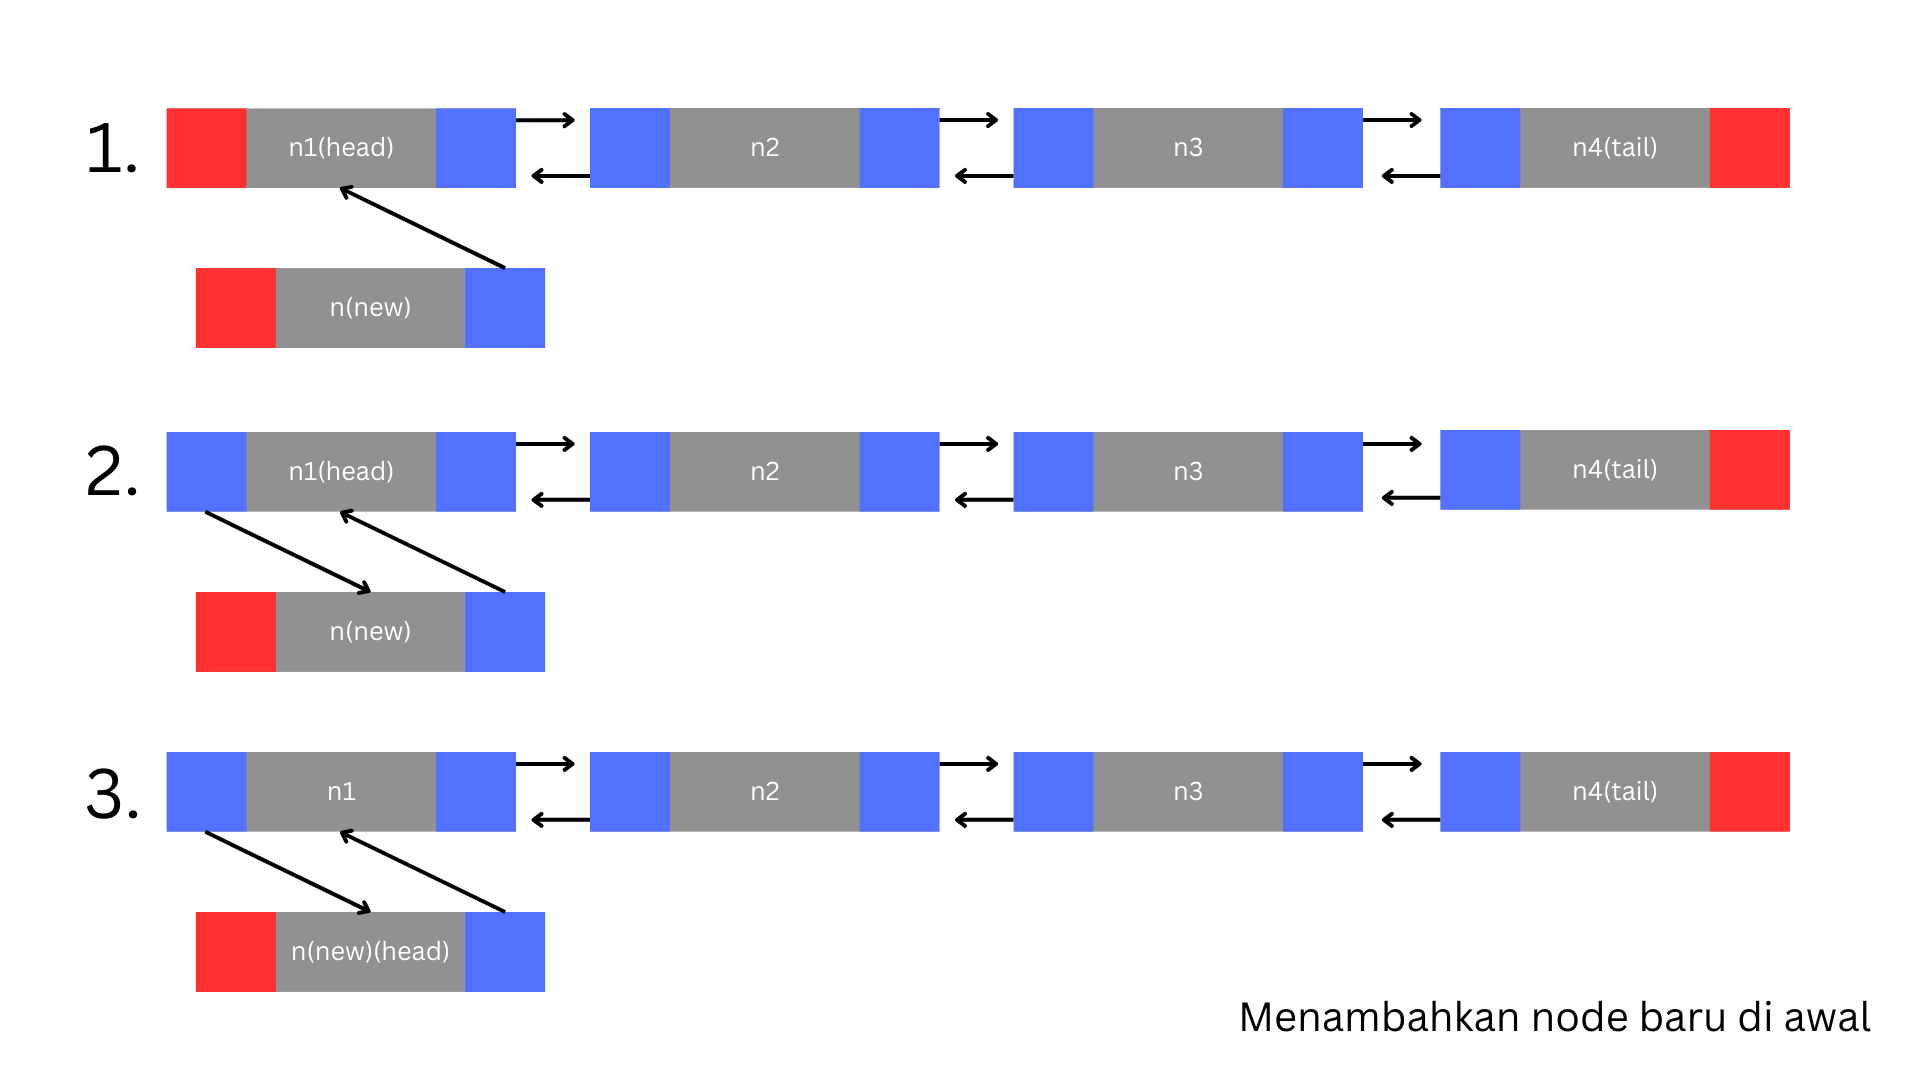 1.
n1(head)
n2
n3
n4(tail)
n(new)
2.
n1(head)
n2
n3
n4(tail)
n(new)
3.
n1
n2
n3
n4(tail)
n(new)(head)
Menambahkan node baru di awal